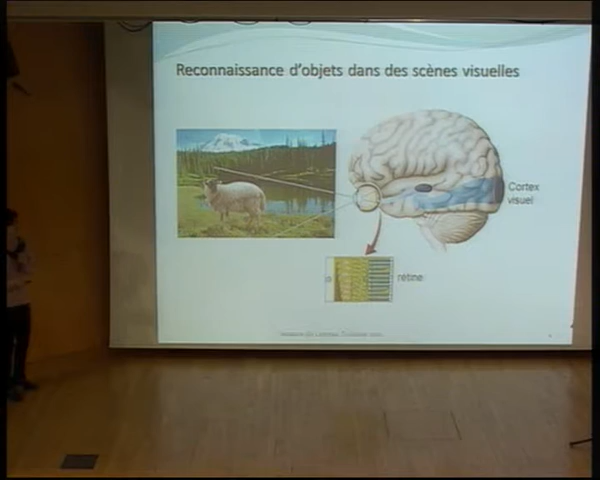 Reconnaissance d'objets dans des scènes visuelles
Cortex
visuel
rétine